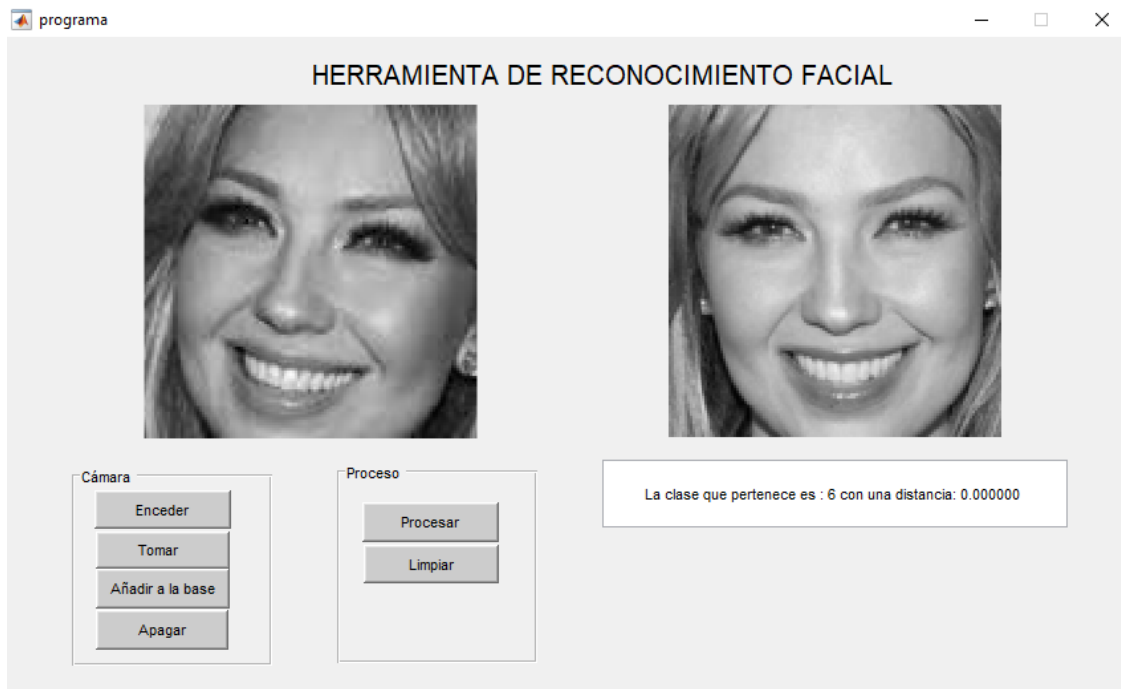 programa
HERRAMIENTA DE RECONOCIMIENTO FACIAL
Cámara
Enceder
Tomar
Añadir a la base
Apagar
Proceso
Procesar
Limpiar
La clase que pertenece es : 6 con una distancia: 0.000000